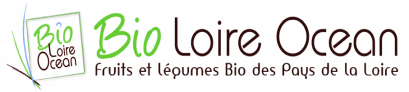 Bio
Loire
Ocean
Bio Loire Ocean
Fruits et légumes Bio des Pays de la Loire